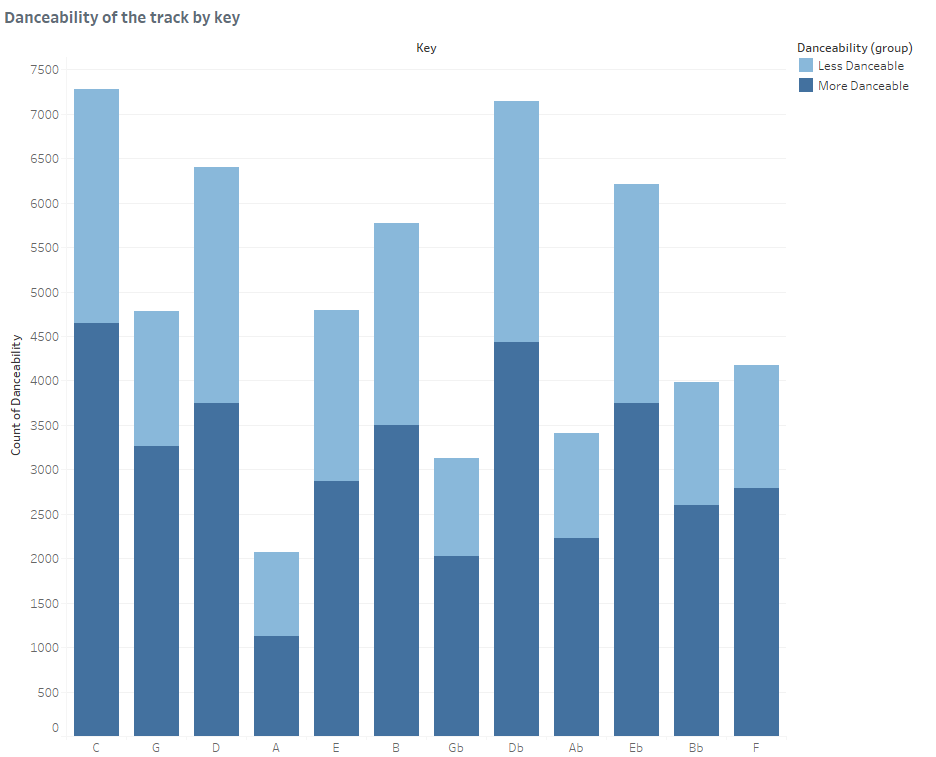 Danceability of the track by key
Key
Danceability (group)
Less Danceable
More Danceable
Count of Danceability
7500
7000
6500
6000
5500
5000
4500
4000
3500
3000
2500
2000
1500
1000
500
0
C G D A E B Gb Db Ab Eb Bb F